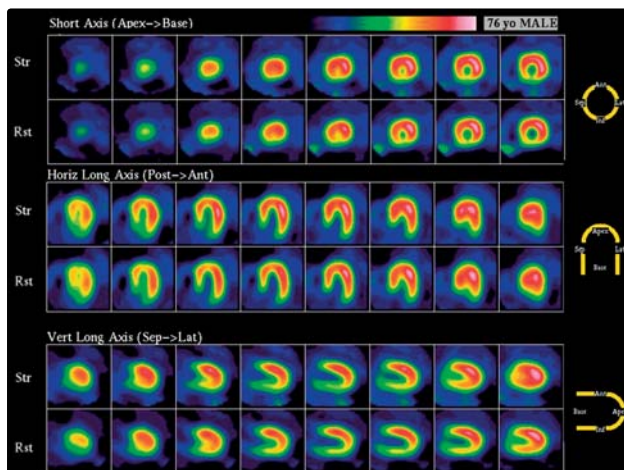 Short Axis (Apex->Base)
76 yo MALE
Str
Rst
Ant
Sep
Lat
Inf
Horiz Long Axis (Post->Ant)
Str
Rst
Apex
Sep
Lat
Base
Vert Long Axis (Sep->Lat)
Str
Rst
Ant
Base
Apex
Inf